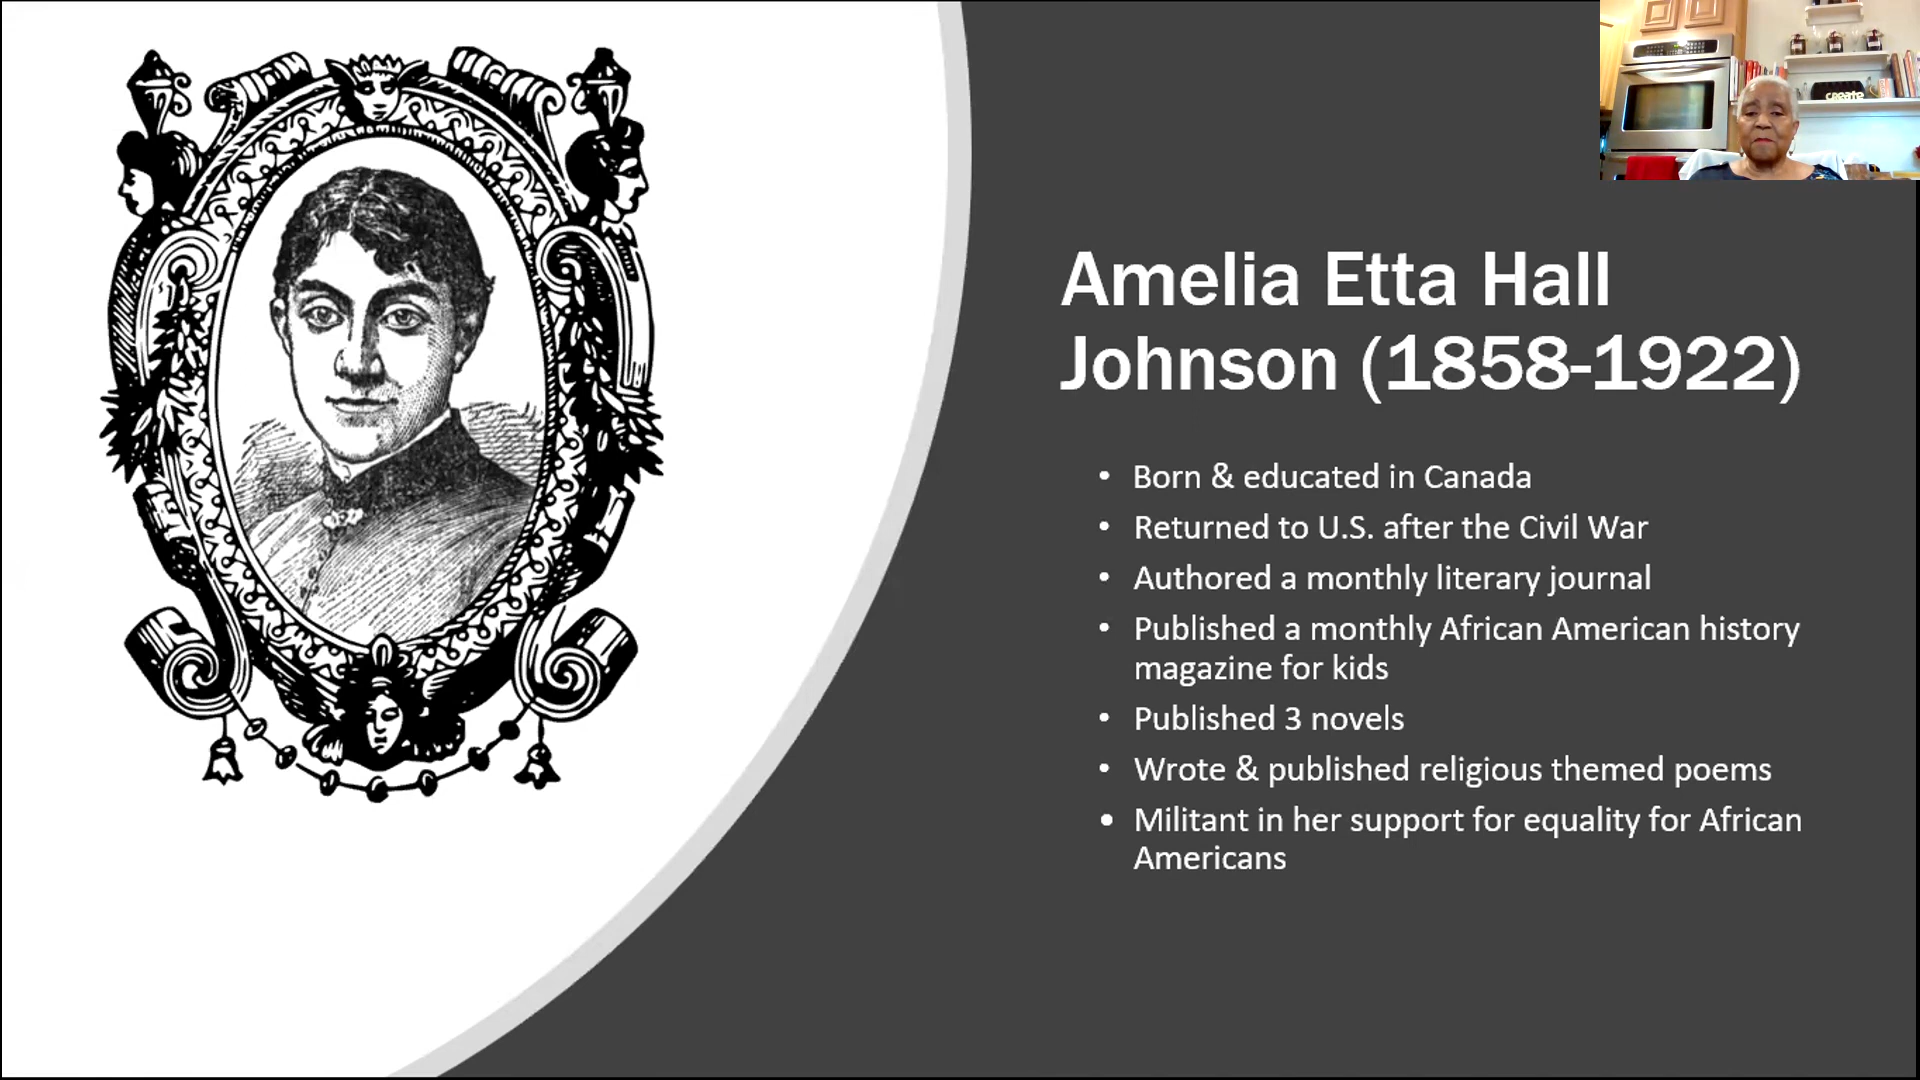 create
Amelia Etta Hall
Johnson (1858-1922)
• Born & educated in Canada
• Returned to U.S. after the Civil War
• Authored a monthly literary journal
• Published a monthly African American history
magazine for kids
• Published 3 novels
• Wrote & published religious themed poems
• Militant in her support for equality for African
Americans